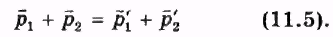 p̄₁ + p̄₂ = p̄₁′ + p̄₂′ (11.5).